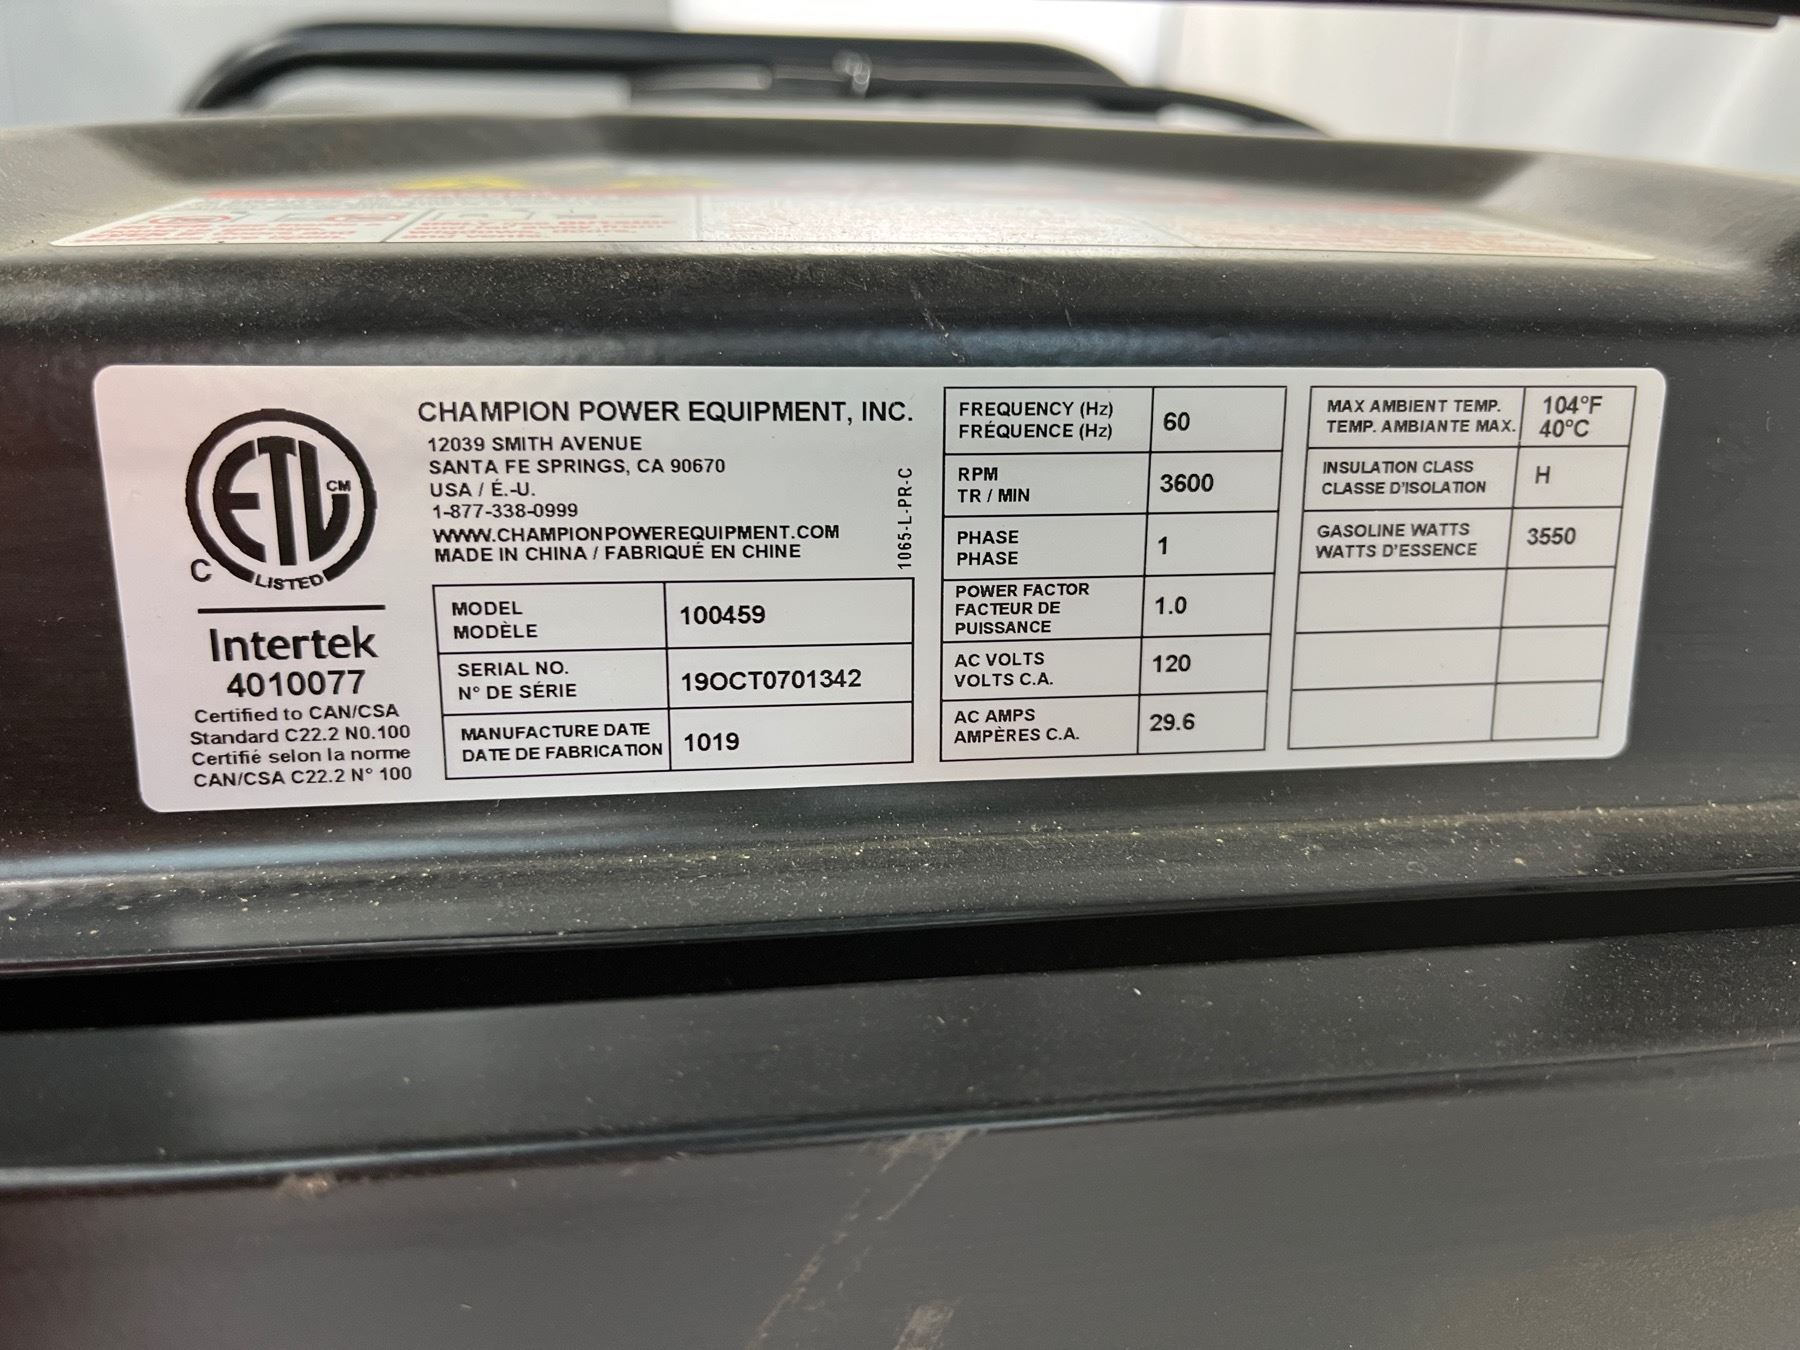 ETL
CM
C
LISTED
Intertek
4010077
Certified to CAN/CSA
Standard C22.2 N0.100
Certifié selon la norme
CAN/CSA C22.2 N° 100
CHAMPION POWER EQUIPMENT, INC.
12039 SMITH AVENUE
SANTA FE SPRINGS, CA 90670
USA / É.-U.
1-877-338-0999
WWW.CHAMPIONPOWEREQUIPMENT.COM
MADE IN CHINA / FABRIQUÉ EN CHINE
1065-L-PR-C
MODEL
MODÈLE
100459
SERIAL NO.
N° DE SÉRIE
19OCT0701342
MANUFACTURE DATE
DATE DE FABRICATION
1019
FREQUENCY (Hz)
FRÉQUENCE (Hz)
60
RPM
TR / MIN
3600
PHASE
PHASE
1
POWER FACTOR
FACTEUR DE
PUISSANCE
1.0
AC VOLTS
VOLTS C.A.
120
AC AMPS
AMPÈRES C.A.
29.6
MAX AMBIENT TEMP.
TEMP. AMBIANTE MAX.
104°F
40°C
INSULATION CLASS
CLASSE D'ISOLATION
H
GASOLINE WATTS
WATTS D'ESSENCE
3550